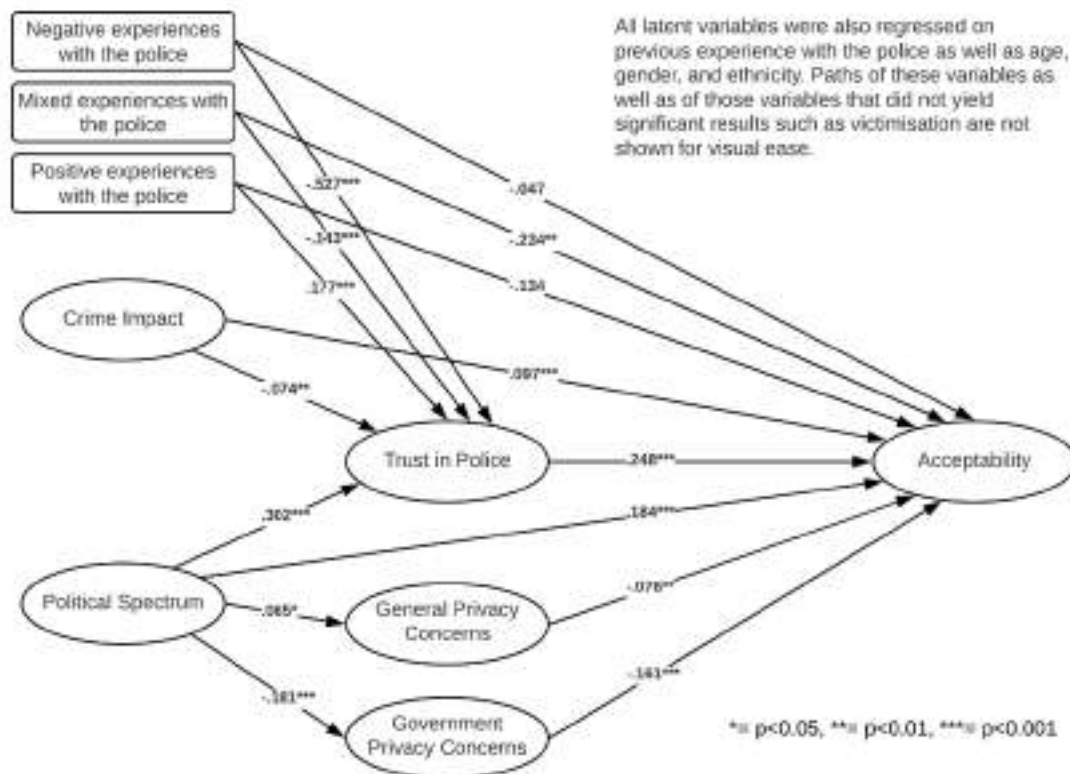 Negative experiences
with the police
Mixed experiences with
the police
Positive experiences
with the police
All latent variables were also regressed on
previous experience with the police as well as age,
gender, and ethnicity. Paths of these variables as
well as of those variables that did not yield
significant results such as victimisation are not
shown for visual ease.
-.047
-.527***
-.234**
-.143***
-.134
.177***
Crime Impact
.097***
-.074**
Trust in Police
.248***
Acceptability
.302***
.184***
Political Spectrum
.065*
General Privacy
Concerns
-.078**
-.181***
-.161***
Government
Privacy Concerns
*= p<0.05, **= p<0.01, ***= p<0.001